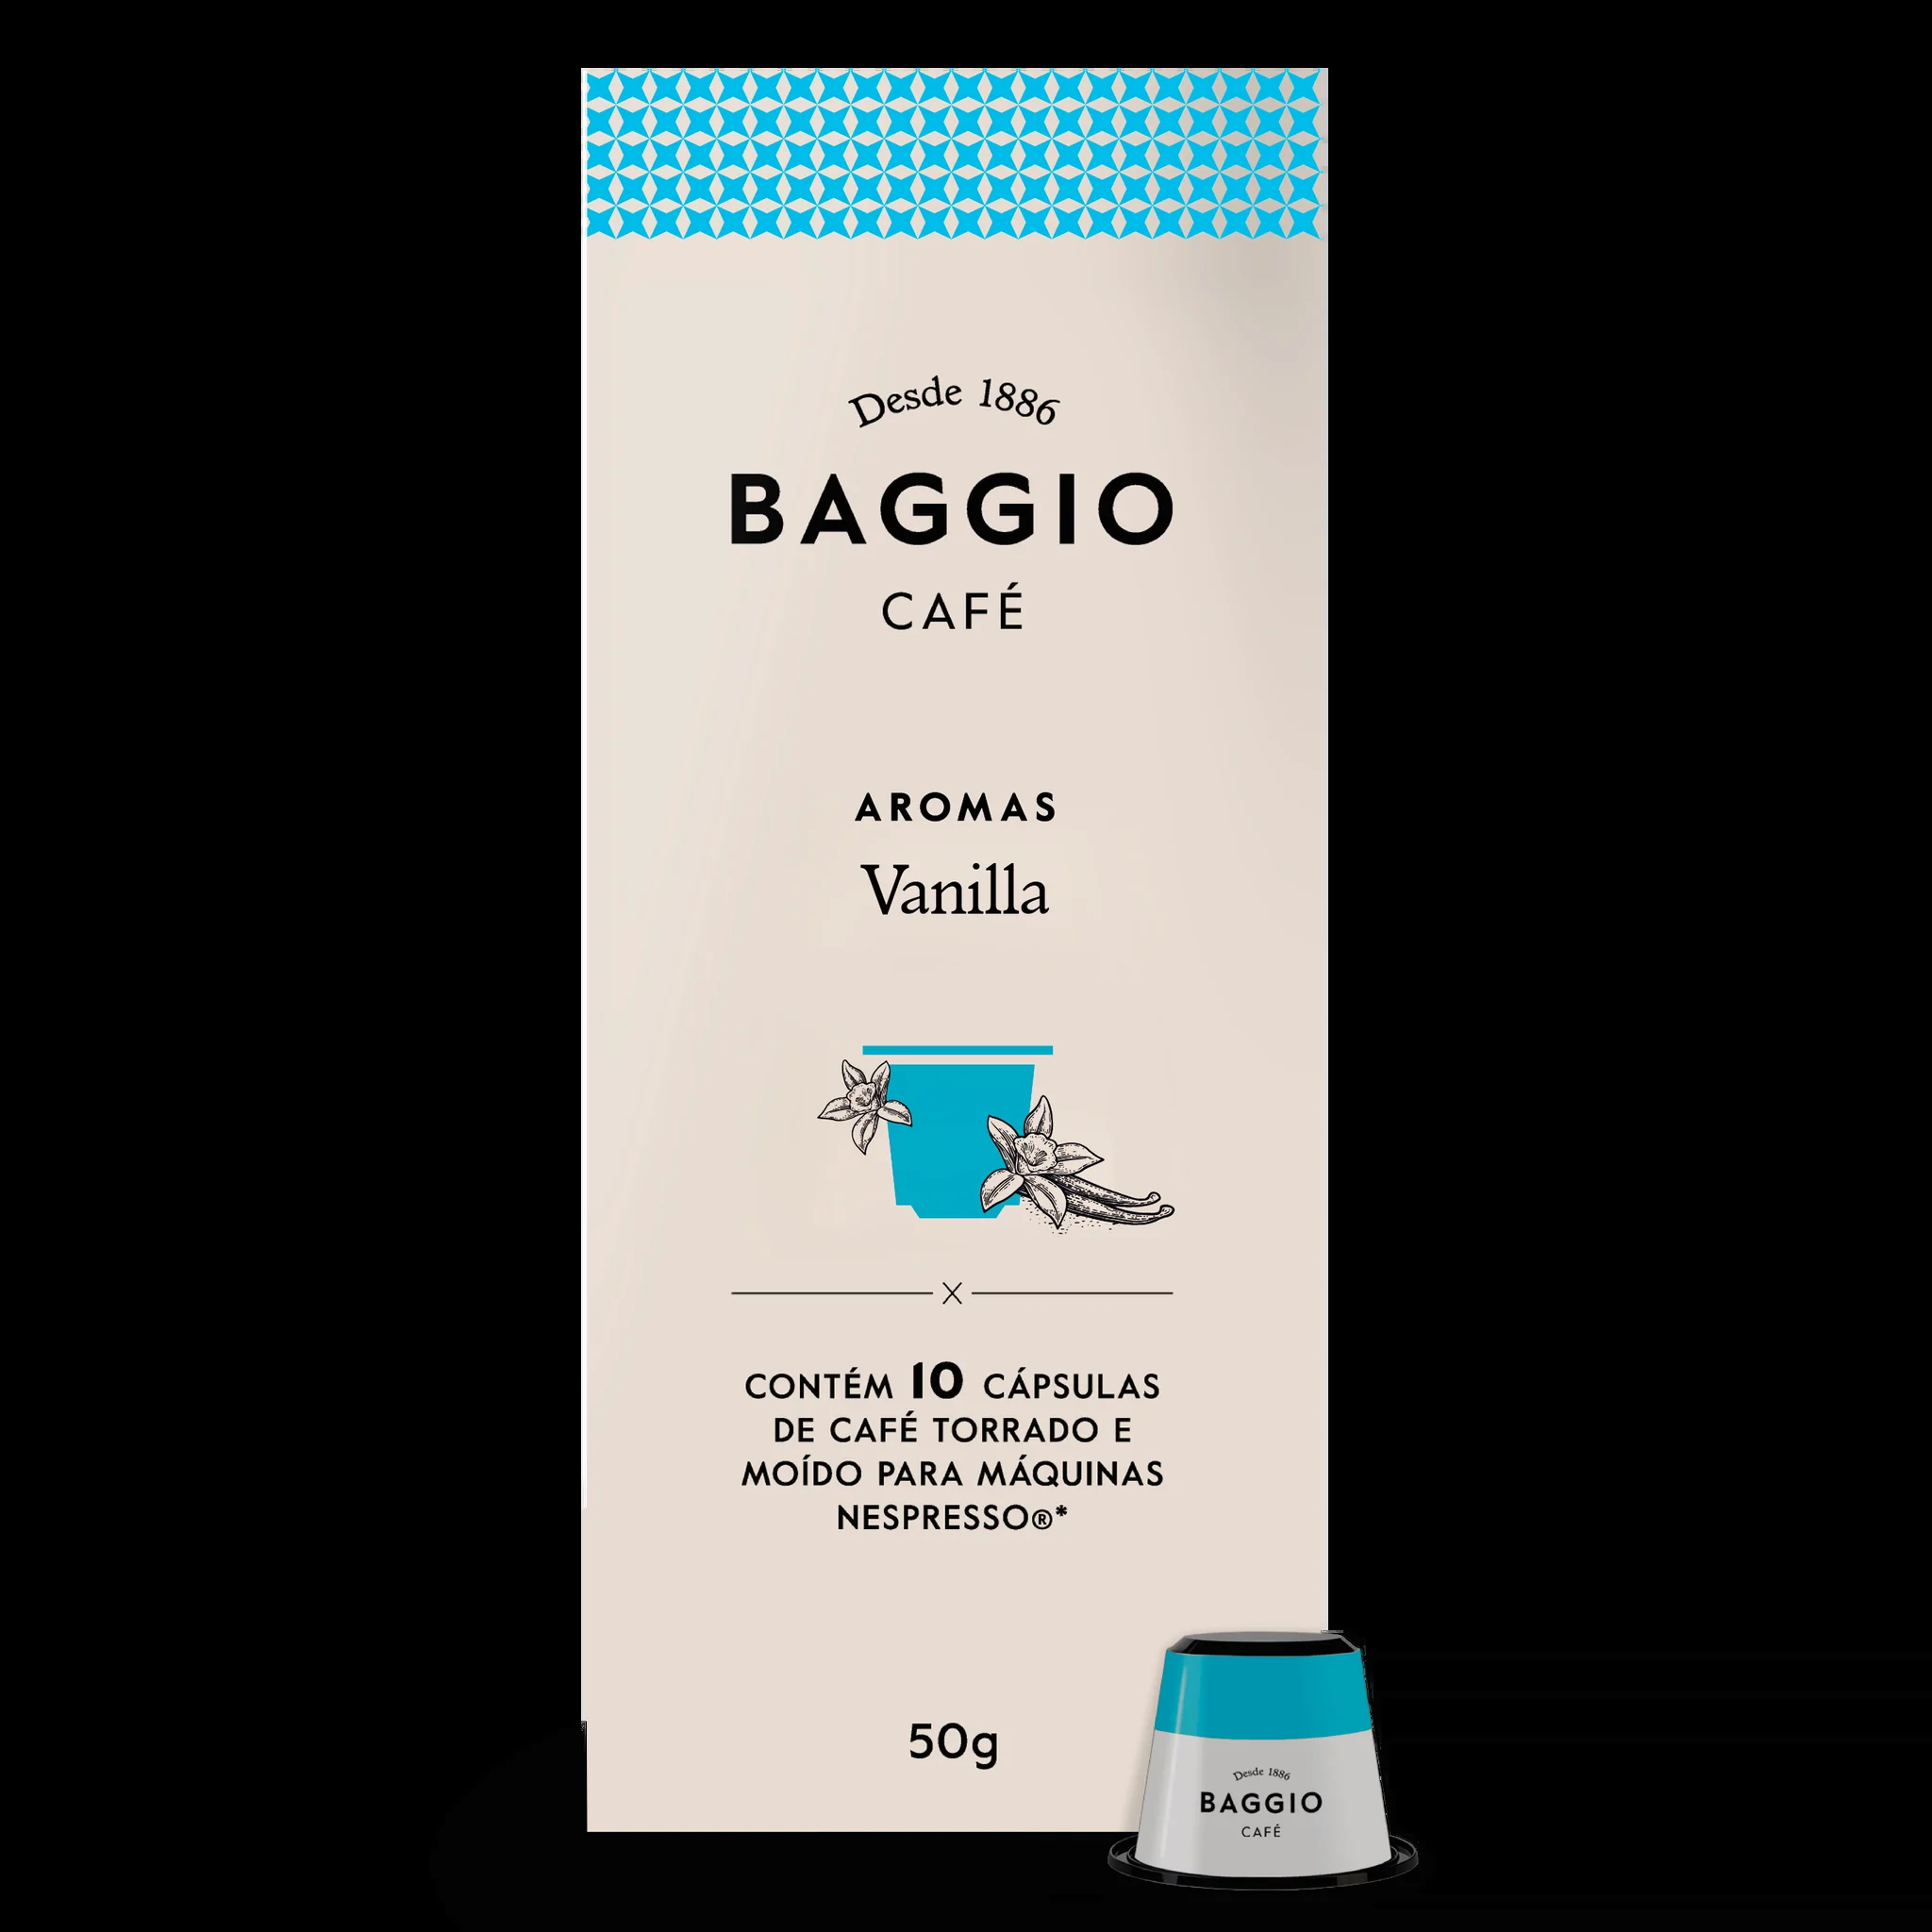 Desde 1886
BAGGIO
CAFÉ
AROMAS
Vanilla
CONTÉM 10 CÁPSULAS
DE CAFÉ TORRADO E
MOÍDO PARA MÁQUINAS
NESPRESSO®*
50g
Desde 1886
BAGGIO
CAFÉ